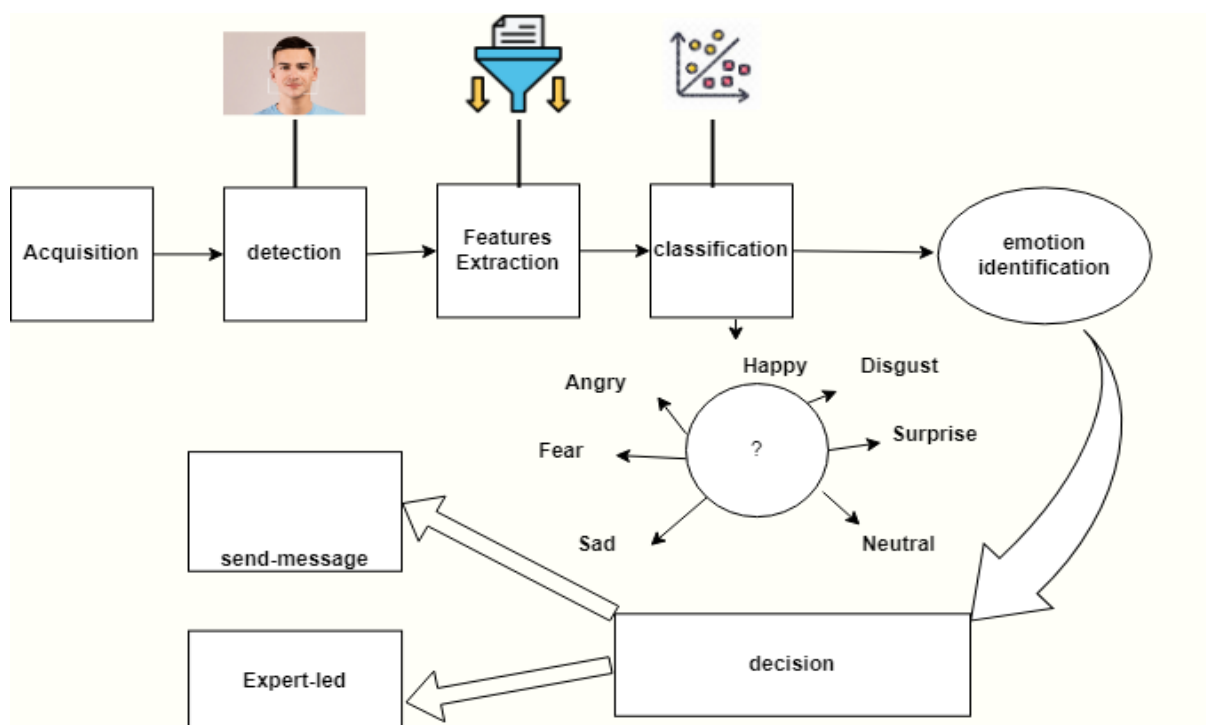 Acquisition
detection
Features
Extraction
classification
emotion
identification
Happy
Disgust
Angry
Surprise
?
Fear
Sad
Neutral
send-message
decision
Expert-led